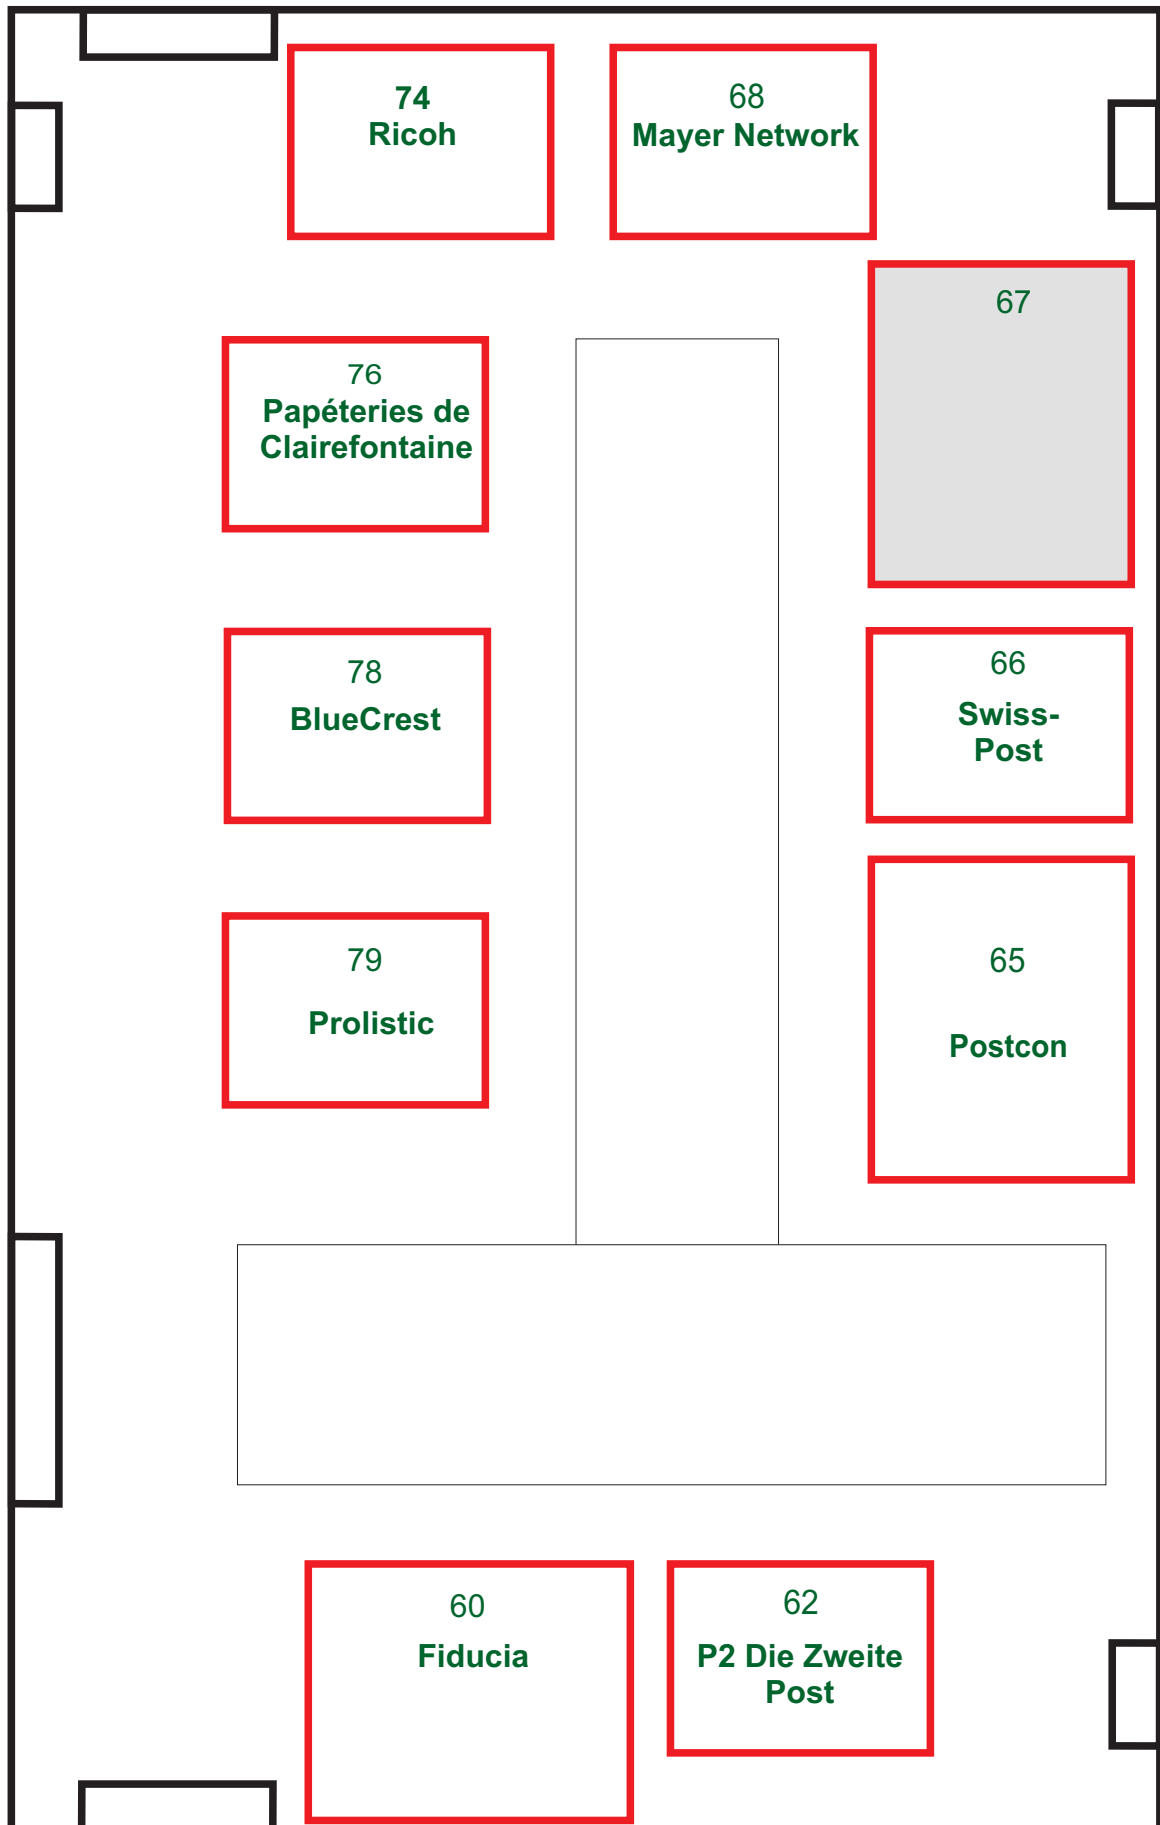 74
Ricoh
68
Mayer Network
67
76
Papéteries de
Clairefontaine
78
BlueCrest
66
Swiss-
Post
79
Prolistic
65
Postcon
60
Fiducia
62
P2 Die Zweite
Post